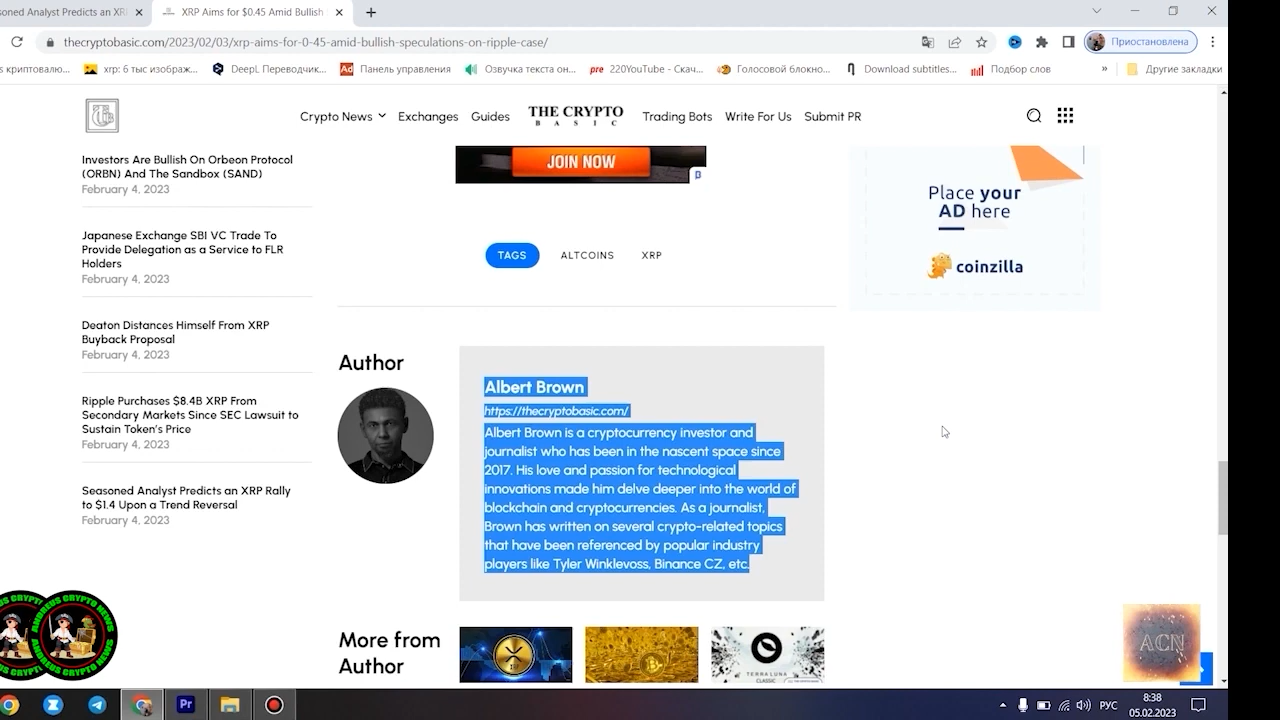 soned Analyst Predicts an XRP
XRP Aims for $0.45 Amid Bullish
thecryptobasic.com/2023/02/03/xrp-aims-for-0-45-amid-bullish-speculations-on-ripple-case/
Приостановлена
криптовалю...
xrp: 6 тыс изображ...
DeepL Переводчик...
Ad
Панель управления
Озвучка текста он...
pre
220YouTube - Скач...
Голосовой блокно...
Download subtitles...
Подбор слов
»
Другие закладки
Crypto News
Exchanges
Guides
THE CRYPTO
BASIC
Trading Bots
Write For Us
Submit PR
Investors Are Bullish On Orbeon Protocol
(ORBN) And The Sandbox (SAND)
February 4, 2023
Japanese Exchange SBI VC Trade To
Provide Delegation as a Service to FLR
Holders
February 4, 2023
Deaton Distances Himself From XRP
Buyback Proposal
February 4, 2023
Ripple Purchases $8.4B XRP From
Secondary Markets Since SEC Lawsuit to
Sustain Token's Price
February 4, 2023
Seasoned Analyst Predicts an XRP Rally
to $1.4 Upon a Trend Reversal
February 4, 2023
JOIN NOW
TAGS
ALTCOINS
XRP
Author
Albert Brown
https://thecryptobasic.com/
Albert Brown is a cryptocurrency investor and
journalist who has been in the nascent space since
2017. His love and passion for technological
innovations made him delve deeper into the world of
blockchain and cryptocurrencies. As a journalist,
Brown has written on several crypto-related topics
that have been referenced by popular industry
players like Tyler Winklevoss, Binance CZ, etc.
More from
Author
TERRA LUNA
CLASSIC
Place your
AD here
coinzilla
ANDREUS CRYPTO NEWS
ACN
Pr
РУС
8:38
05.02.2023